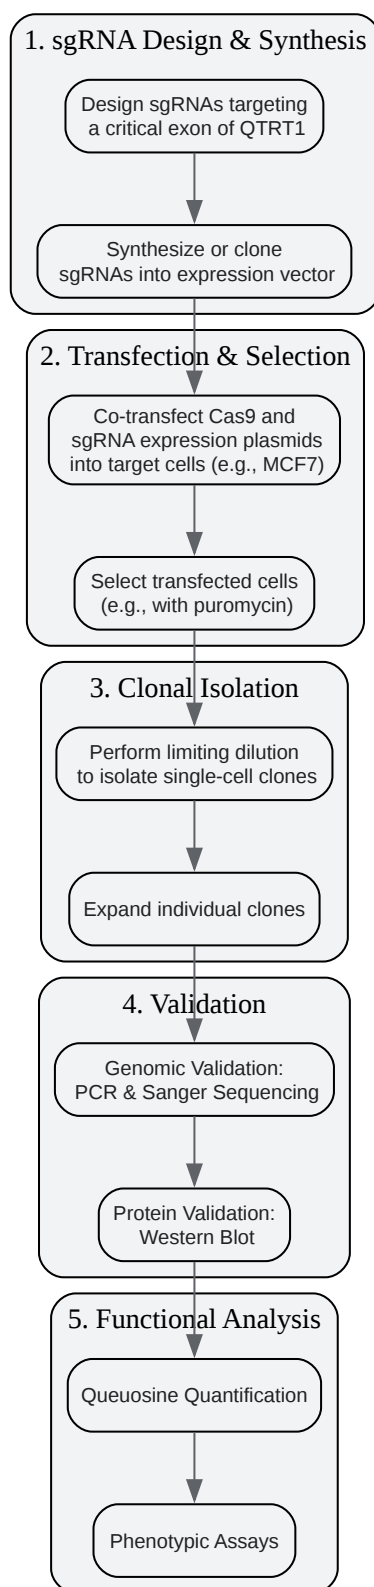 1. sgRNA Design & Synthesis
Design sgRNAs targeting
a critical exon of QTRT1
Synthesize or clone
sgRNAs into expression vector
2. Transfection & Selection
Co-transfect Cas9 and
sgRNA expression plasmids
into target cells (e.g., MCF7)
Select transfected cells
(e.g., with puromycin)
3. Clonal Isolation
Perform limiting dilution
to isolate single-cell clones
Expand individual clones
4. Validation
Genomic Validation:
PCR & Sanger Sequencing
Protein Validation:
Western Blot
5. Functional Analysis
Queuosine Quantification
Phenotypic Assays